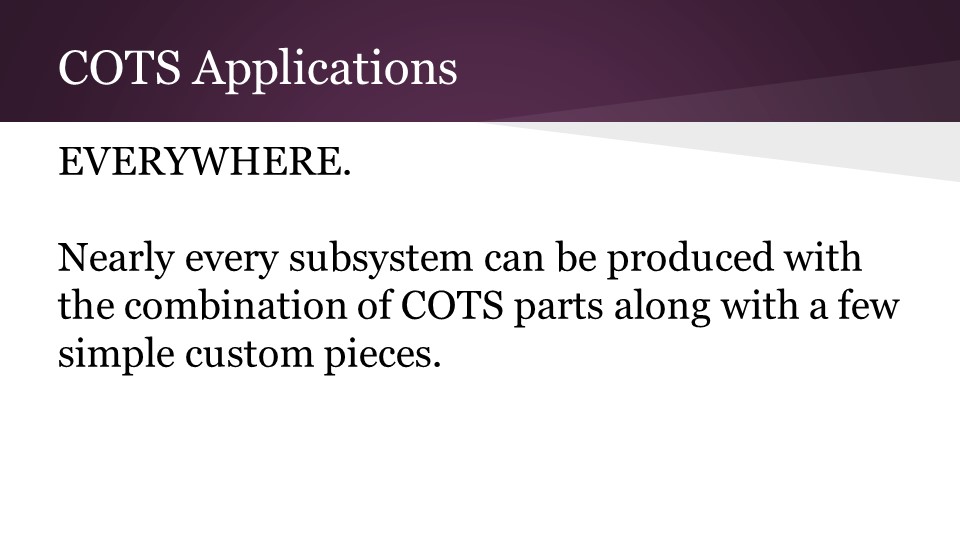 COTS Applications
EVERYWHERE.
Nearly every subsystem can be produced with
the combination of COTS parts along with a few
simple custom pieces.